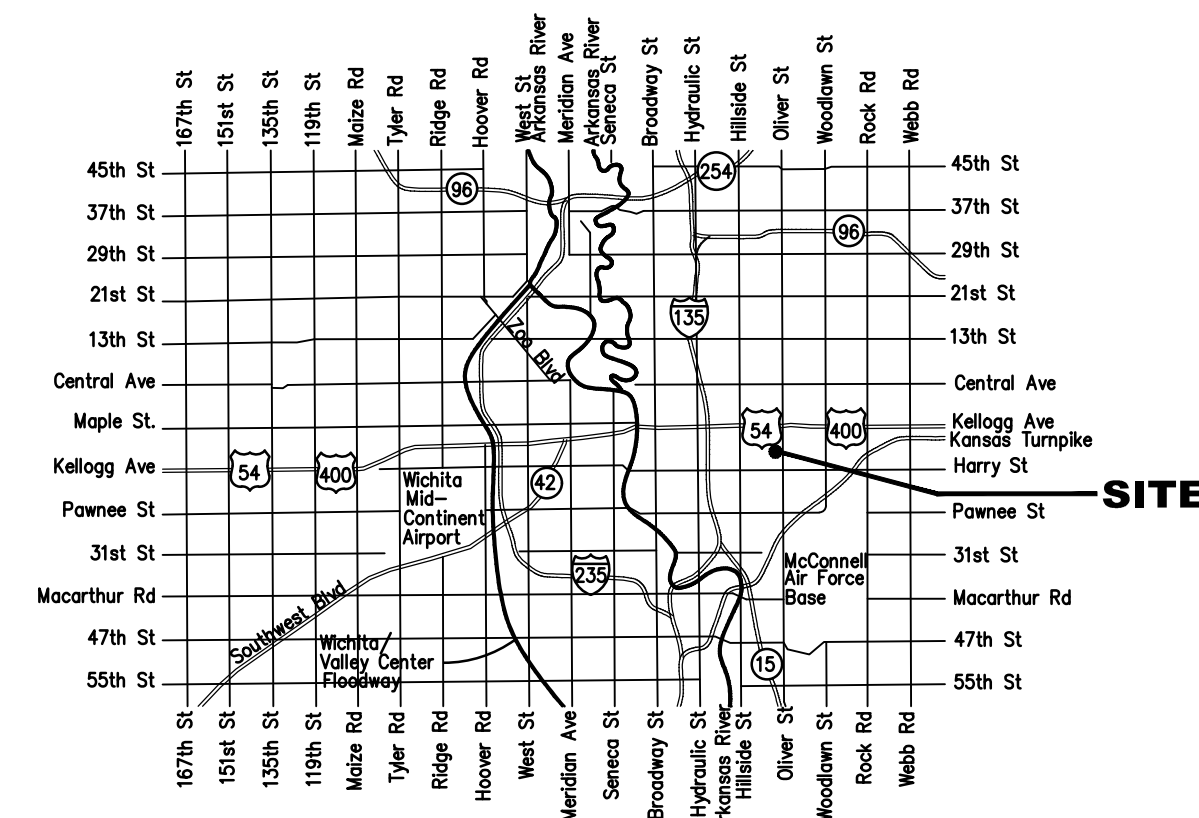 167th St
151st St
135th St
119th St
Maize Rd
Tyler Rd
Ridge Rd
Hoover Rd
West St
Arkansas River
Meridian Ave
Arkansas River
Seneca St
Broadway St
Hydraulic St
Hillside St
Oliver St
Woodlawn St
Rock Rd
Webb Rd
45th St
37th St
29th St
21st St
13th St
Central Ave
Maple St.
Kellogg Ave
Pawnee St
31st St
Macarthur Rd
47th St
55th St
96
254
96
135
Zoo Blvd
54
400
54
400
42
Wichita
Mid-
Continent
Airport
235
McConnell
Air Force
Base
Southwest Blvd
Wichita/
Valley Center
Floodway
15
45th St
37th St
29th St
21st St
13th St
Central Ave
Kellogg Ave
Kansas Turnpike
Harry St
SITE
Pawnee St
31st St
Macarthur Rd
47th St
55th St
167th St
151st St
135th St
119th St
Maize Rd
Tyler Rd
Ridge Rd
Hoover Rd
West St
Meridian Ave
Seneca St
Broadway St
Hydraulic St
rkansas River
Hillside St
Oliver St
Woodlawn St
Rock Rd
Webb Rd